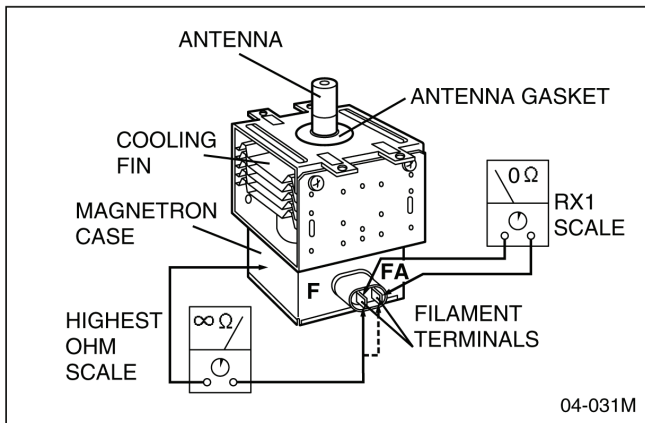 ANTENNA
ANTENNA GASKET
COOLING
FIN
0 Ω
RX1
SCALE
MAGNETRON
CASE
F
FA
FILAMENT
TERMINALS
HIGHEST
OHM
SCALE
∞ Ω
04-031M